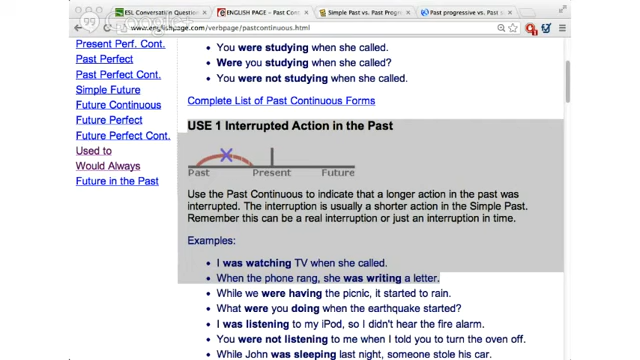 ESL Conversation Questi
ENGLISH PAGE - Past Con
Simple Past vs. Past Progre
Past progressive vs. Past s
www.englishpage.com/verbpage/pastcontinuous.html
Present Perf. Cont.
Past Perfect
Past Perfect Cont.
Simple Future
Future Continuous
Future Perfect
Future Perfect Cont.
Used to
Would Always
Future in the Past
You were studying when she called.
Were you studying when she called?
You were not studying when she called.
Complete List of Past Continuous Forms
USE 1 Interrupted Action in the Past
Past Present Future
Use the Past Continuous to indicate that a longer action in the past was
interrupted. The interruption is usually a shorter action in the Simple Past.
Remember this can be a real interruption or just an interruption in time.
Examples:
I was watching TV when she called.
When the phone rang, she was writing a letter.
While we were having the picnic, it started to rain.
What were you doing when the earthquake started?
I was listening to my iPod, so I didn't hear the fire alarm.
You were not listening to me when I told you to turn the oven off.
While John was sleeping last night, someone stole his car.